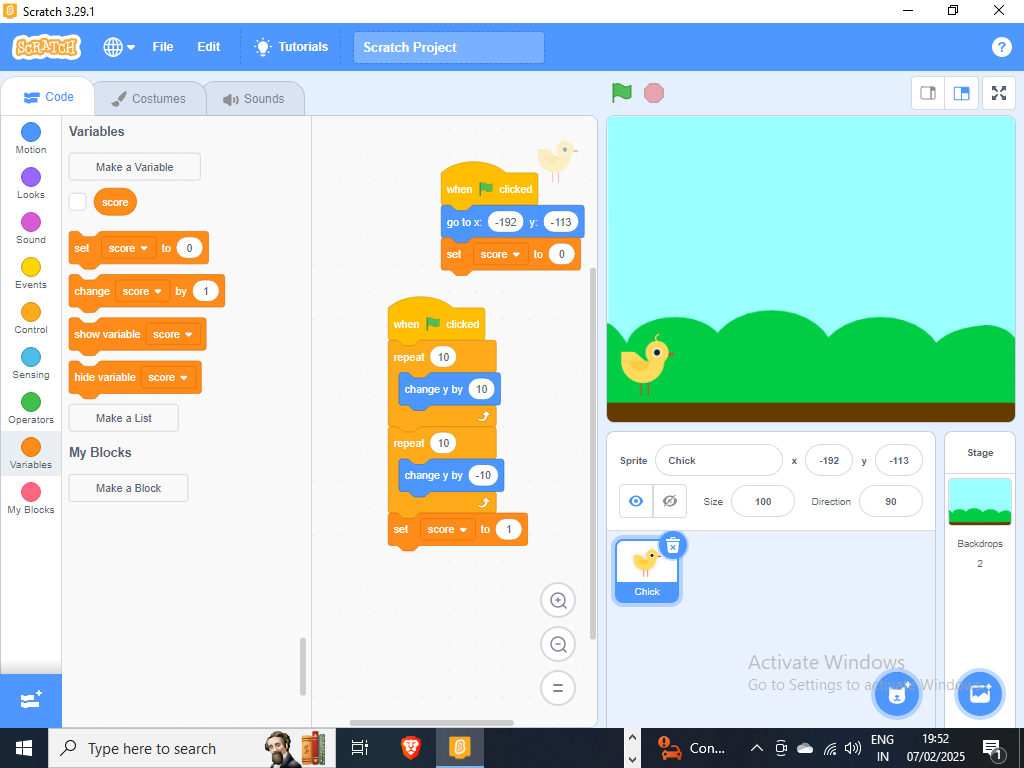 Scratch 3.29.1
SCRATCH
File Edit Tutorials Scratch Project ?
Code Costumes Sounds
Motion
Looks
Sound
Events
Control
Sensing
Operators
Variables
My Blocks
Variables
Make a Variable
score
set score to 0
change score by 1
show variable score
hide variable score
Make a List
My Blocks
Make a Block
when clicked
go to x: -192 y: -113
set score to 0
when clicked
repeat 10
change y by 10
repeat 10
change y by -10
set score to 1
Sprite Chick x -192 y -113
Size 100 Direction 90
Chick
Stage
Backdrops
2
Activate Windows
Go to Settings to activate Windows.
Type here to search
Con...
ENG
IN
19:52
07/02/2025
1